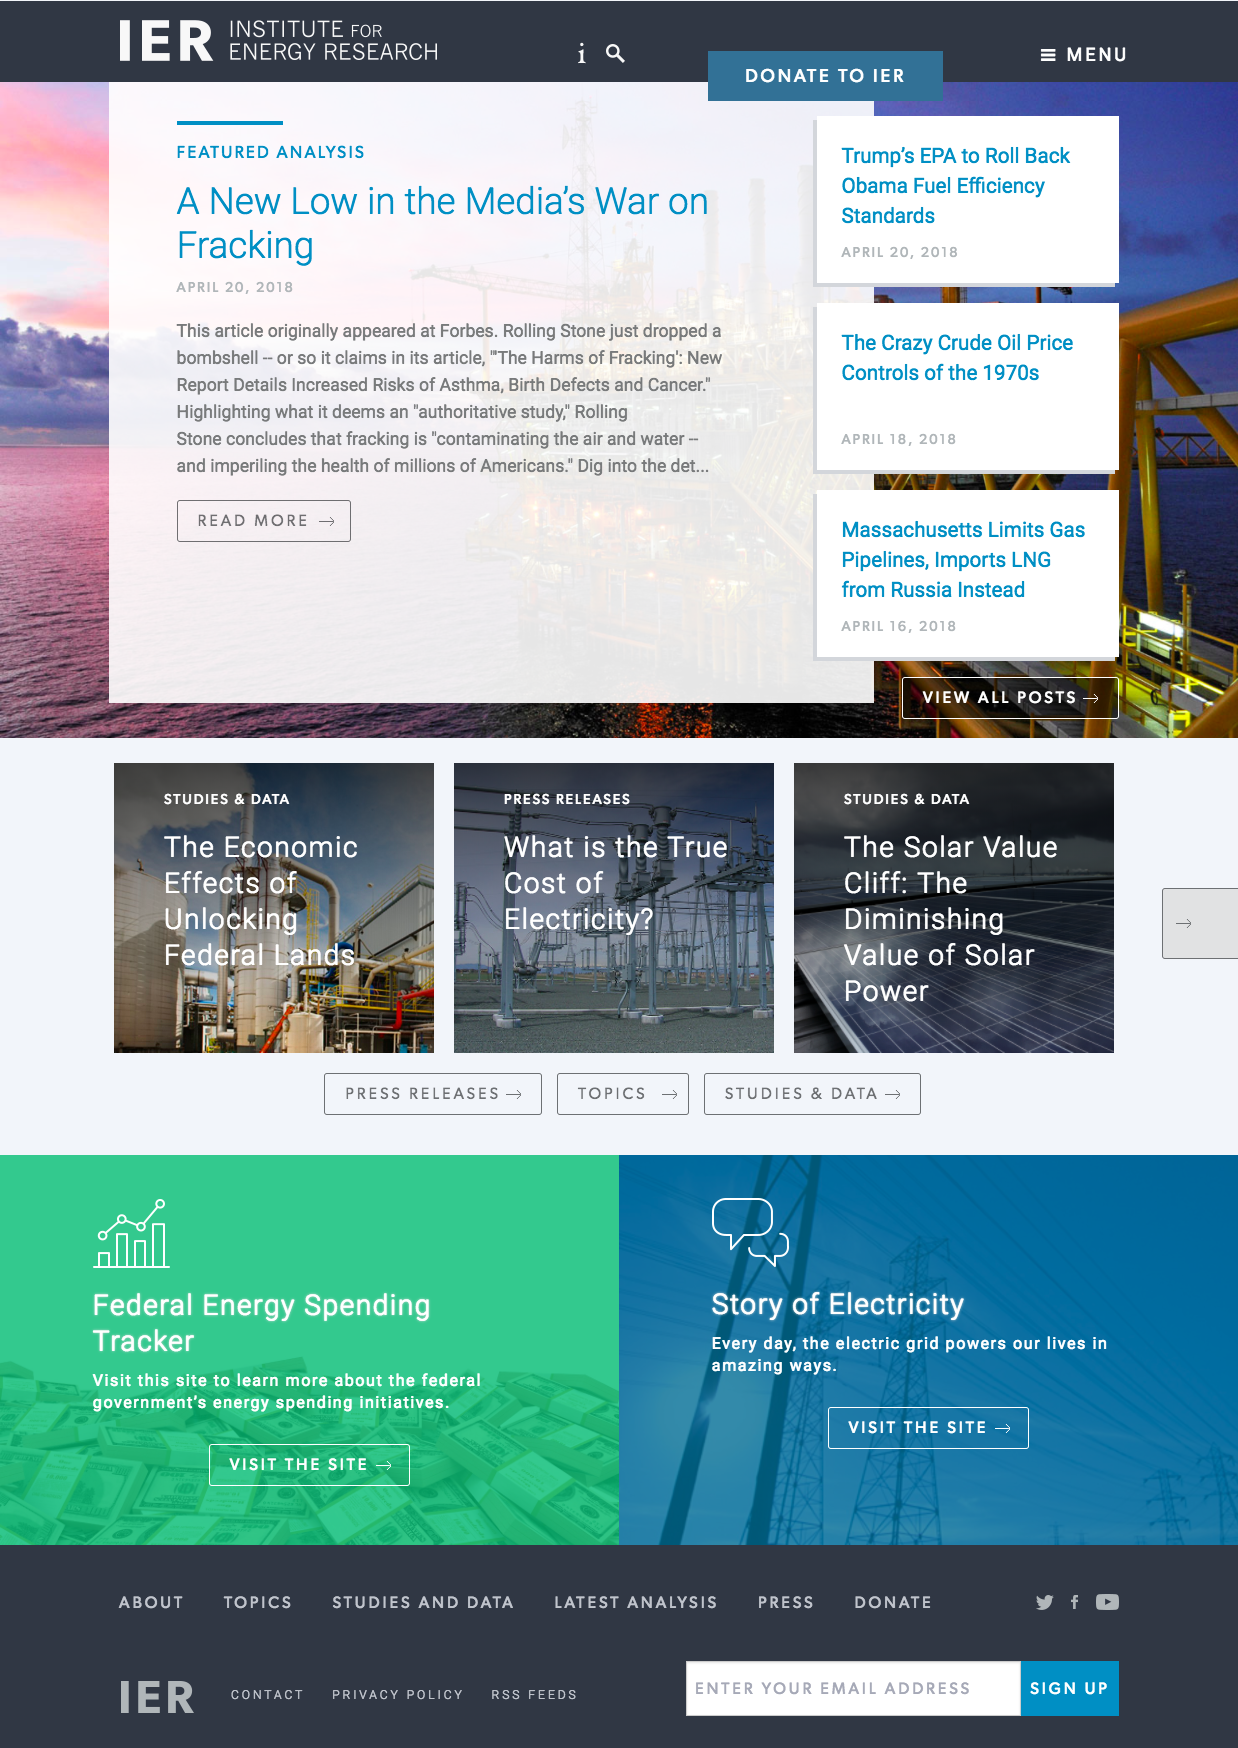 IER INSTITUTE FOR
ENERGY RESEARCH
i
DONATE TO IER
MENU
FEATURED ANALYSIS
A New Low in the Media’s War on
Fracking
APRIL 20, 2018
This article originally appeared at Forbes. Rolling Stone just dropped a
bombshell -- or so it claims in its article, "'The Harms of Fracking': New
Report Details Increased Risks of Asthma, Birth Defects and Cancer."
Highlighting what it deems an "authoritative study," Rolling
Stone concludes that fracking is "contaminating the air and water --
and imperiling the health of millions of Americans." Dig into the det...
READ MORE
Trump’s EPA to Roll Back
Obama Fuel Efficiency
Standards
APRIL 20, 2018
The Crazy Crude Oil Price
Controls of the 1970s
APRIL 18, 2018
Massachusetts Limits Gas
Pipelines, Imports LNG
from Russia Instead
APRIL 16, 2018
VIEW ALL POSTS
STUDIES & DATA
The Economic
Effects of
Unlocking
Federal Lands
PRESS RELEASES
What is the True
Cost of
Electricity?
STUDIES & DATA
The Solar Value
Cliff: The
Diminishing
Value of Solar
Power
PRESS RELEASES
TOPICS
STUDIES & DATA
Federal Energy Spending
Tracker
Visit this site to learn more about the federal
government’s energy spending initiatives.
VISIT THE SITE
Story of Electricity
Every day, the electric grid powers our lives in
amazing ways.
VISIT THE SITE
ABOUT TOPICS STUDIES AND DATA LATEST ANALYSIS PRESS DONATE
IER CONTACT PRIVACY POLICY RSS FEEDS
ENTER YOUR EMAIL ADDRESS SIGN UP